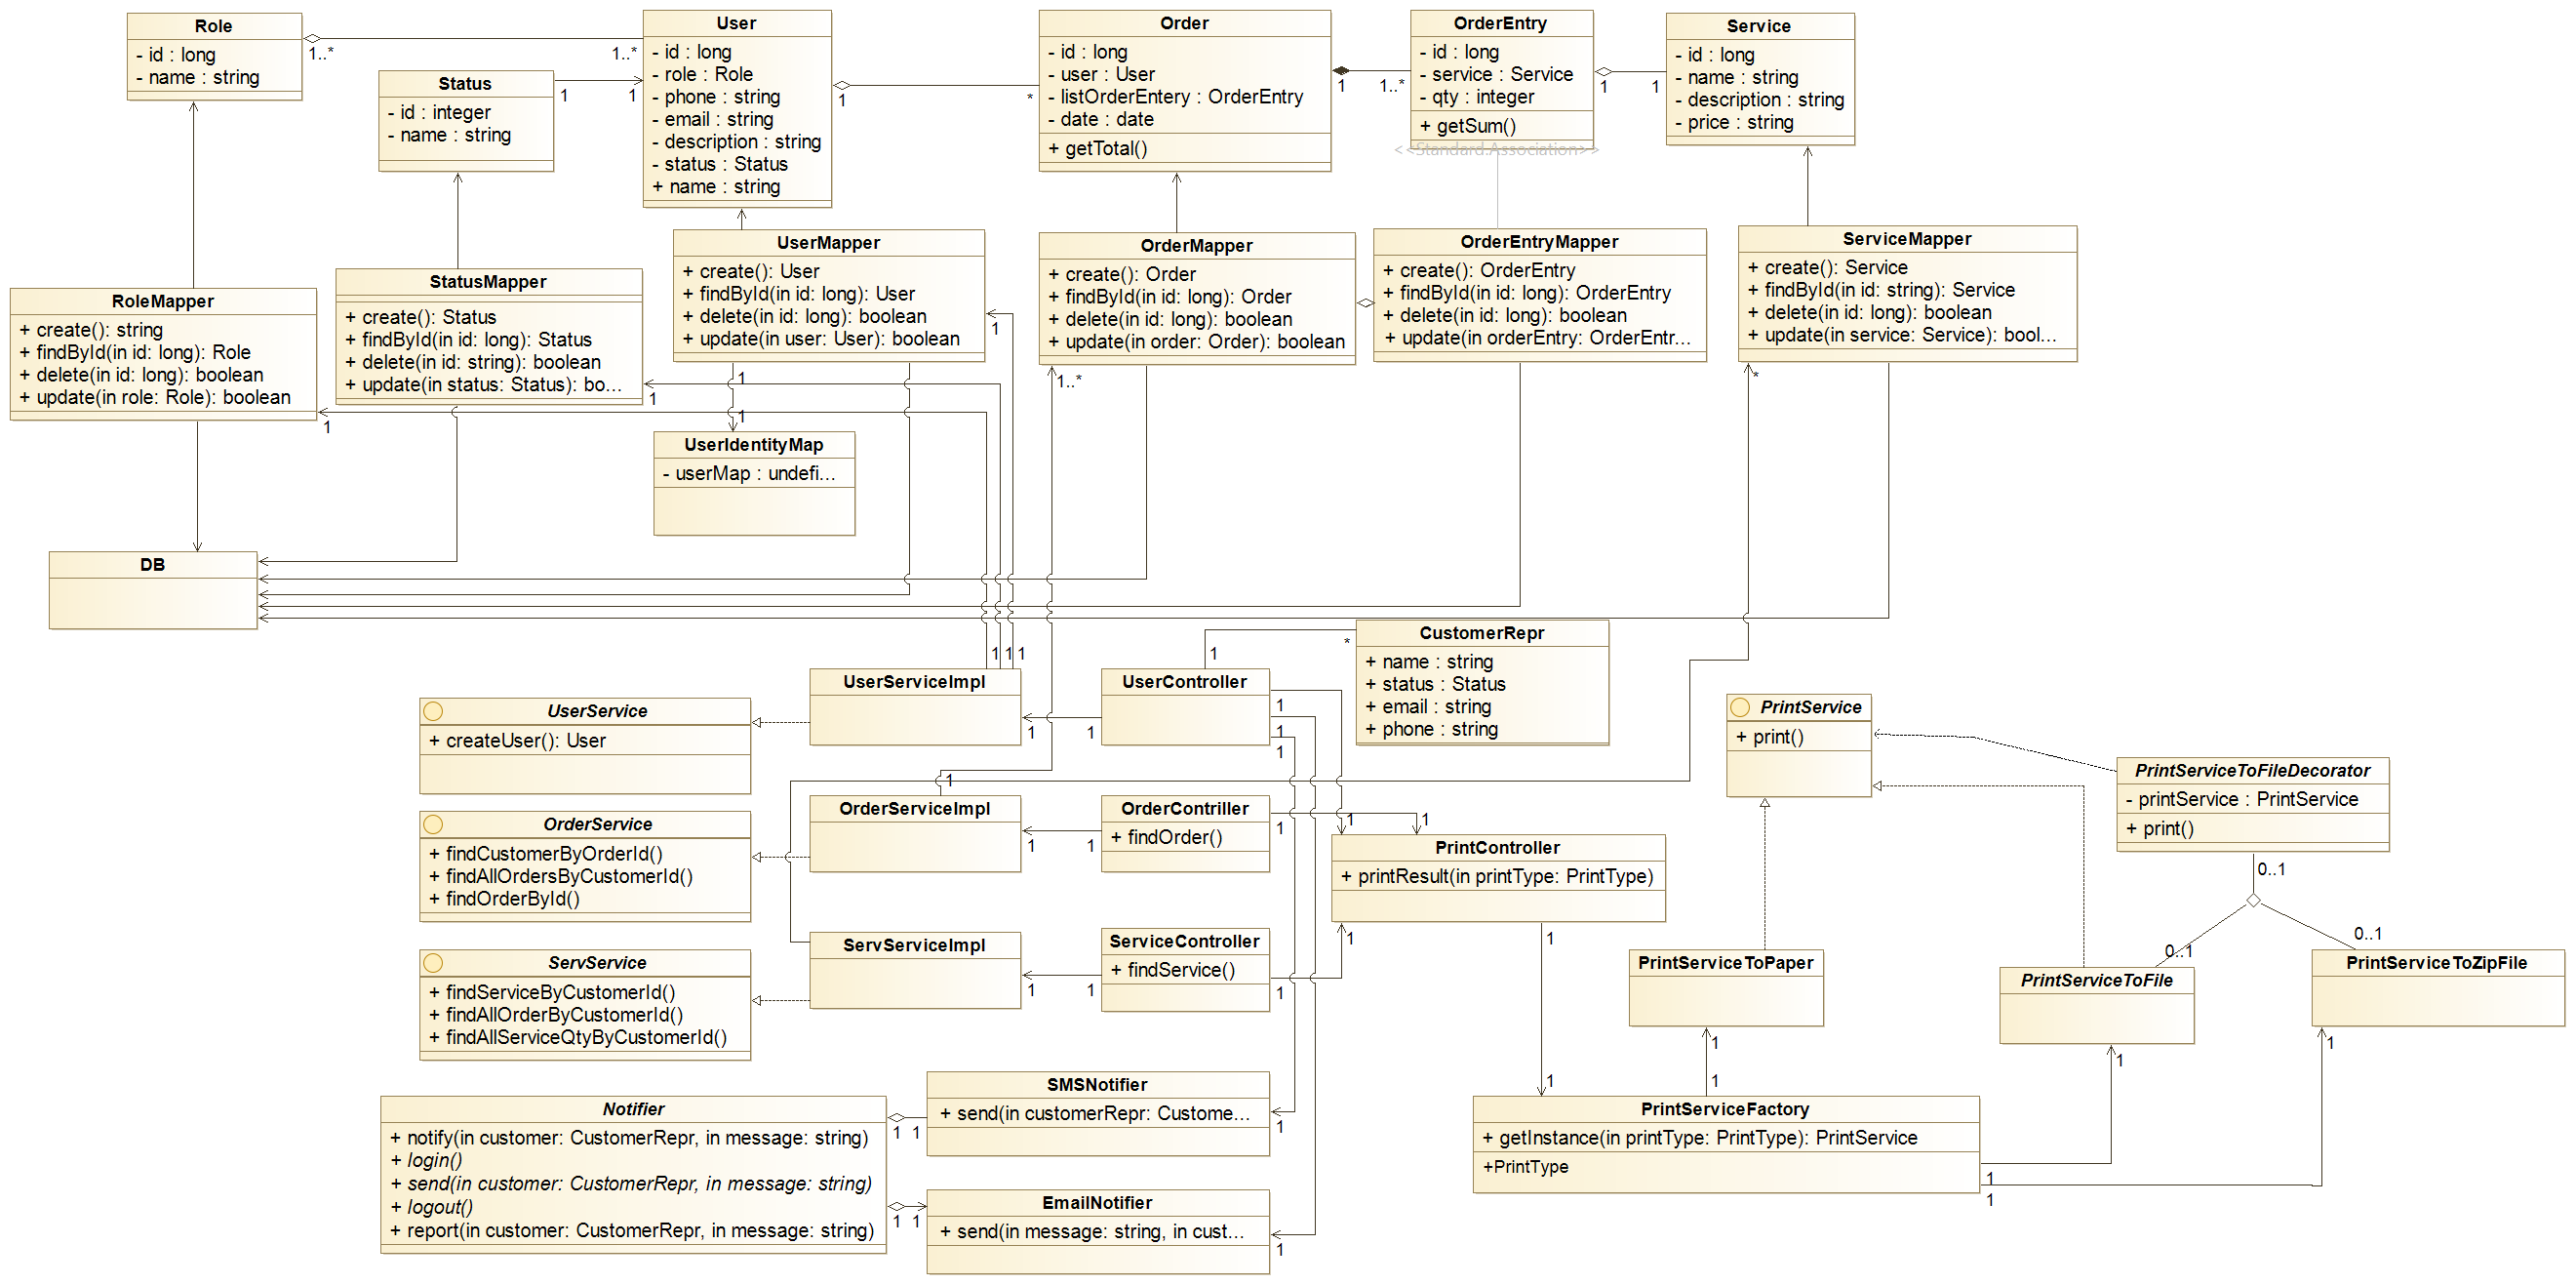 Role
- id : long
- name : string
1..*
1..*
Status
- id : integer
- name : string
1
1
User
- id : long
- role : Role
- phone : string
- email : string
- description : string
- status : Status
+ name : string
1
*
Order
- id : long
- user : User
- listOrderEntery : OrderEntry
- date : date
+ getTotal()
1
1..*
OrderEntry
- id : long
- service : Service
- qty : integer
+ getSum()
<<Standard.Association>>
1
1
Service
- id : long
- name : string
- description : string
- price : string
RoleMapper
+ create(): string
+ findById(in id: long): Role
+ delete(in id: long): boolean
+ update(in role: Role): boolean
1
StatusMapper
+ create(): Status
+ findById(in id: long): Status
+ delete(in id: string): boolean
+ update(in status: Status): bo...
1
UserMapper
+ create(): User
+ findById(in id: long): User
+ delete(in id: long): boolean
+ update(in user: User): boolean
1
1
1
OrderMapper
+ create(): Order
+ findById(in id: long): Order
+ delete(in id: long): boolean
+ update(in order: Order): boolean
1..*
OrderEntryMapper
+ create(): OrderEntry
+ findById(in id: long): OrderEntry
+ delete(in id: long): boolean
+ update(in orderEntry: OrderEntr...
ServiceMapper
+ create(): Service
+ findById(in id: string): Service
+ delete(in id: long): boolean
+ update(in service: Service): bool...
*
UserIdentityMap
- userMap : undefi...
DB
1
1
1
UserServiceImpl
UserService
+ createUser(): User
1
1
UserController
1
*
1
1
1
CustomerRepr
+ name : string
+ status : Status
+ email : string
+ phone : string
PrintService
+ print()
PrintServiceToFileDecorator
- printService : PrintService
+ print()
0..1
0..1
0..1
1
OrderServiceImpl
OrderService
+ findCustomerByOrderId()
+ findAllOrdersByCustomerId()
+ findOrderById()
1
1
OrderContriller
+ findOrder()
1
1
1
PrintController
+ printResult(in printType: PrintType)
1
1
1
ServServiceImpl
ServService
+ findServiceByCustomerId()
+ findAllOrderByCustomerId()
+ findAllServiceQtyByCustomerId()
1
1
ServiceController
+ findService()
1
PrintServiceToPaper
1
1
PrintServiceToFile
1
PrintServiceToZipFile
1
Notifier
+ notify(in customer: CustomerRepr, in message: string)
+ login()
+ send(in customer: CustomerRepr, in message: string)
+ logout()
+ report(in customer: CustomerRepr, in message: string)
1
1
1
1
SMSNotifier
+ send(in customerRepr: Custome...
1
EmailNotifier
+ send(in message: string, in cust...
1
PrintServiceFactory
+ getInstance(in printType: PrintType): PrintService
+PrintType
1
1